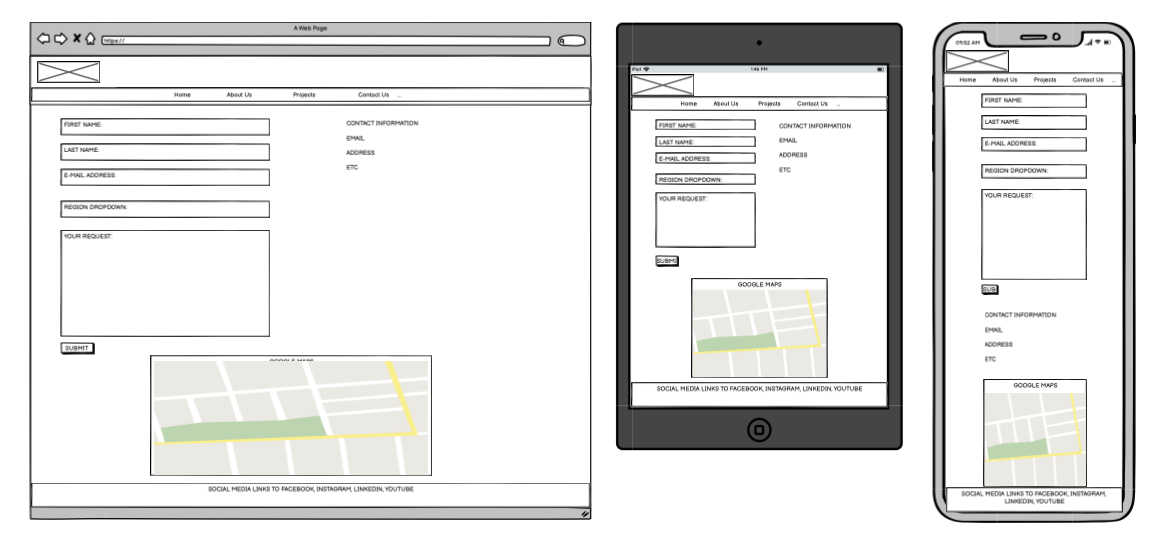 A Web Page
https://
Home About Us Projects Contact Us ...
FIRST NAME:
LAST NAME:
E-MAIL ADDRESS:
REGION DROPDOWN:
YOUR REQUEST:
SUBMIT
CONTACT INFORMATION
EMAIL
ADDRESS
ETC
GOOGLE MAPS
SOCIAL MEDIA LINKS TO FACEBOOK, INSTAGRAM, LINKEDIN, YOUTUBE
iPad 1:45 PM
Home About Us Projects Contact Us ...
FIRST NAME:
LAST NAME:
E-MAIL ADDRESS:
REGION DROPDOWN:
YOUR REQUEST:
SUBMI
CONTACT INFORMATION
EMAIL
ADDRESS
ETC
GOOGLE MAPS
SOCIAL MEDIA LINKS TO FACEBOOK, INSTAGRAM, LINKEDIN, YOUTUBE
09:52 AM
Home About Us Projects Contact Us ...
FIRST NAME:
LAST NAME:
E-MAIL ADDRESS:
REGION DROPDOWN:
YOUR REQUEST:
SUB
CONTACT INFORMATION
EMAIL
ADDRESS
ETC
GOOGLE MAPS
SOCIAL MEDIA LINKS TO FACEBOOK, INSTAGRAM,
LINKEDIN, YOUTUBE